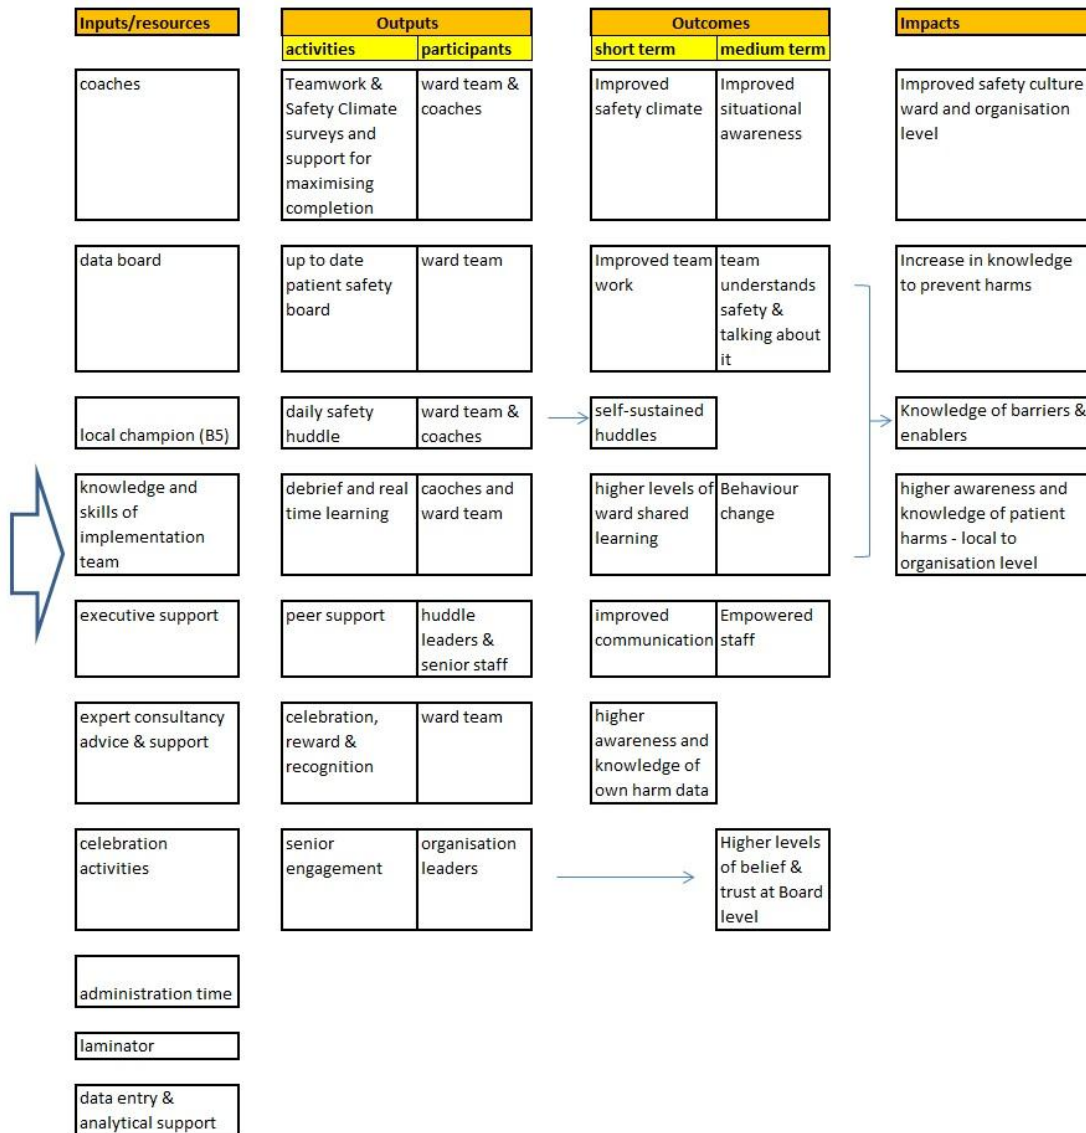 Inputs/resources
Outputs
Outcomes
Impacts
activities
participants
short term
medium term
coaches
Teamwork &
Safety Climate
surveys and
support for
maximising
completion
ward team &
coaches
Improved
safety climate
Improved
situational
awareness
Improved safety culture
ward and organisation
level
data board
up to date
patient safety
board
ward team
Improved team
work
team
understands
safety &
talking about
it
Increase in knowledge
to prevent harms
local champion (B5)
daily safety
huddle
ward team &
coaches
self-sustained
huddles
Knowledge of barriers &
enablers
knowledge and
skills of
implementation
team
debrief and real
time learning
caoches and
ward team
higher levels of
ward shared
learning
Behaviour
change
higher awareness and
knowledge of patient
harms - local to
organisation level
executive support
peer support
huddle
leaders &
senior staff
improved
communication
Empowered
staff
expert consultancy
advice & support
celebration,
reward &
recognition
ward team
higher
awareness and
knowledge of
own harm data
celebration
activities
senior
engagement
organisation
leaders
Higher levels
of belief &
trust at Board
level
administration time
laminator
data entry &
analytical support